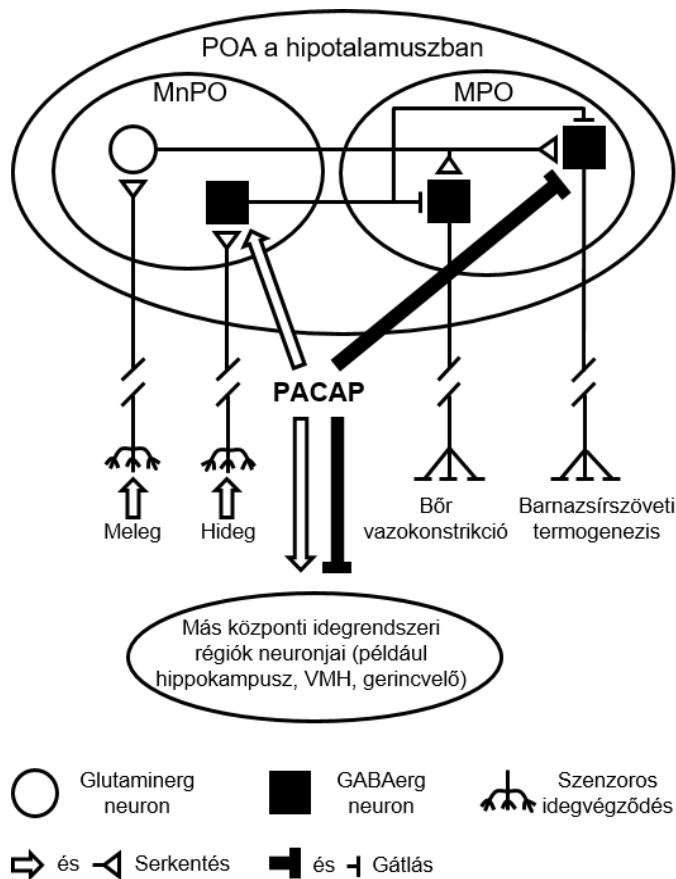 POA a hipotalamuszban
MnPO
MPO
PACAP
Meleg
Hideg
Bőr
vazokonstrikció
Barnazsírszöveti
termogenezis
Más központi idegrendszeri
régiók neuronjai (például
hippokampusz, VMH, gerincvelő)
Glutaminerg
neuron
GABAerg
neuron
Szenzoros
idegvégződés
és
Serkentés
és
Gátlás